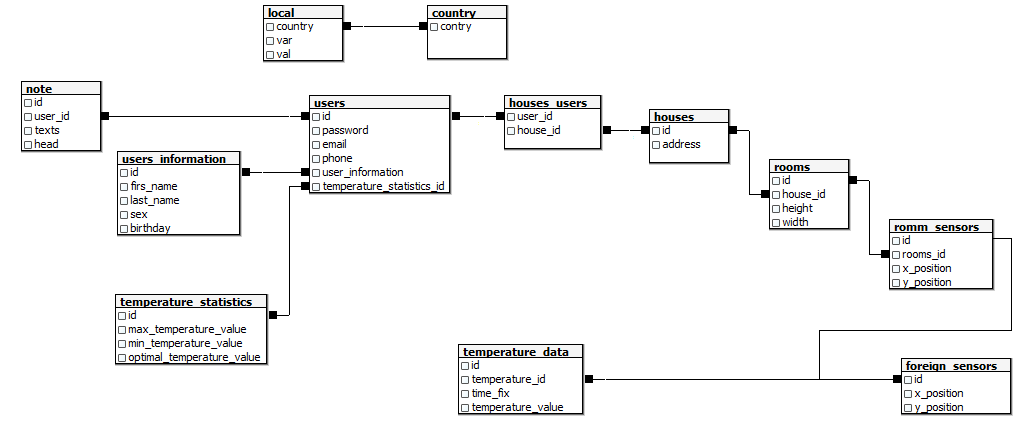 local
country
var
val
country
contry
note
id
user_id
texts
head
users
id
password
email
phone
user_information
temperature_statistics_id
houses_users
user_id
house_id
houses
id
address
users_information
id
firs_name
last_name
sex
birthday
rooms
id
house_id
height
width
romm_sensors
id
rooms_id
x_position
y_position
temperature_statistics
id
max_temperature_value
min_temperature_value
optimal_temperature_value
temperature_data
id
temperature_id
time_fix
temperature_value
foreign_sensors
id
x_position
y_position